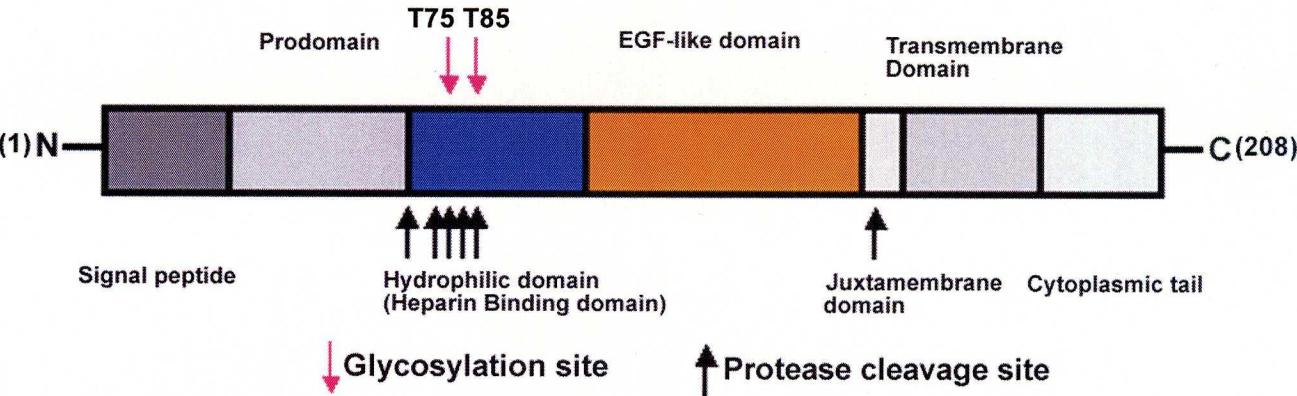 T75 T85
Prodomain
EGF-like domain
Transmembrane
Domain
(1) N
C (208)
Signal peptide
Hydrophilic domain
(Heparin Binding domain)
Juxtamembrane
domain
Cytoplasmic tail
Glycosylation site
Protease cleavage site